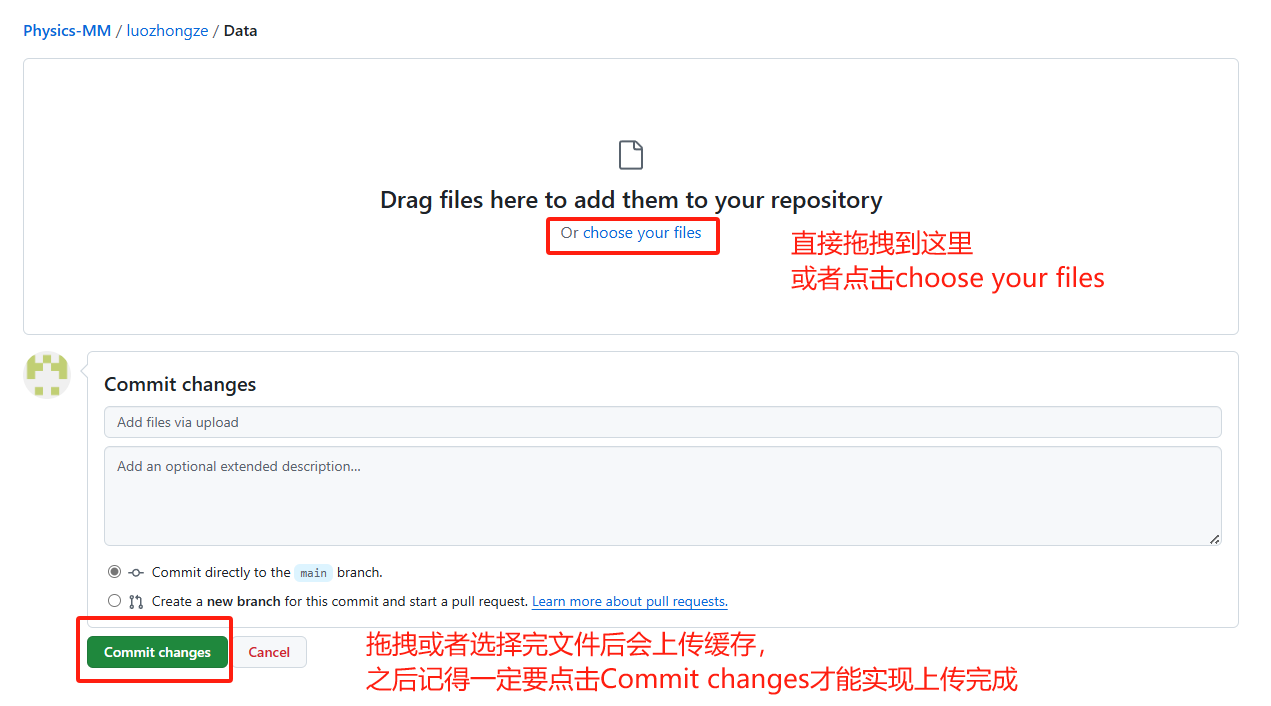 Physics-MM / luozhongze / Data
Drag files here to add them to your repository
Or choose your files
直接拖拽到这里
或者点击choose your files
Commit changes
Add files via upload
Add an optional extended description...
Commit directly to the main branch.
Create a new branch for this commit and start a pull request. Learn more about pull requests.
Commit changes
Cancel
拖拽或者选择完文件后会上传缓存，
之后记得一定要点击Commit changes才能实现上传完成